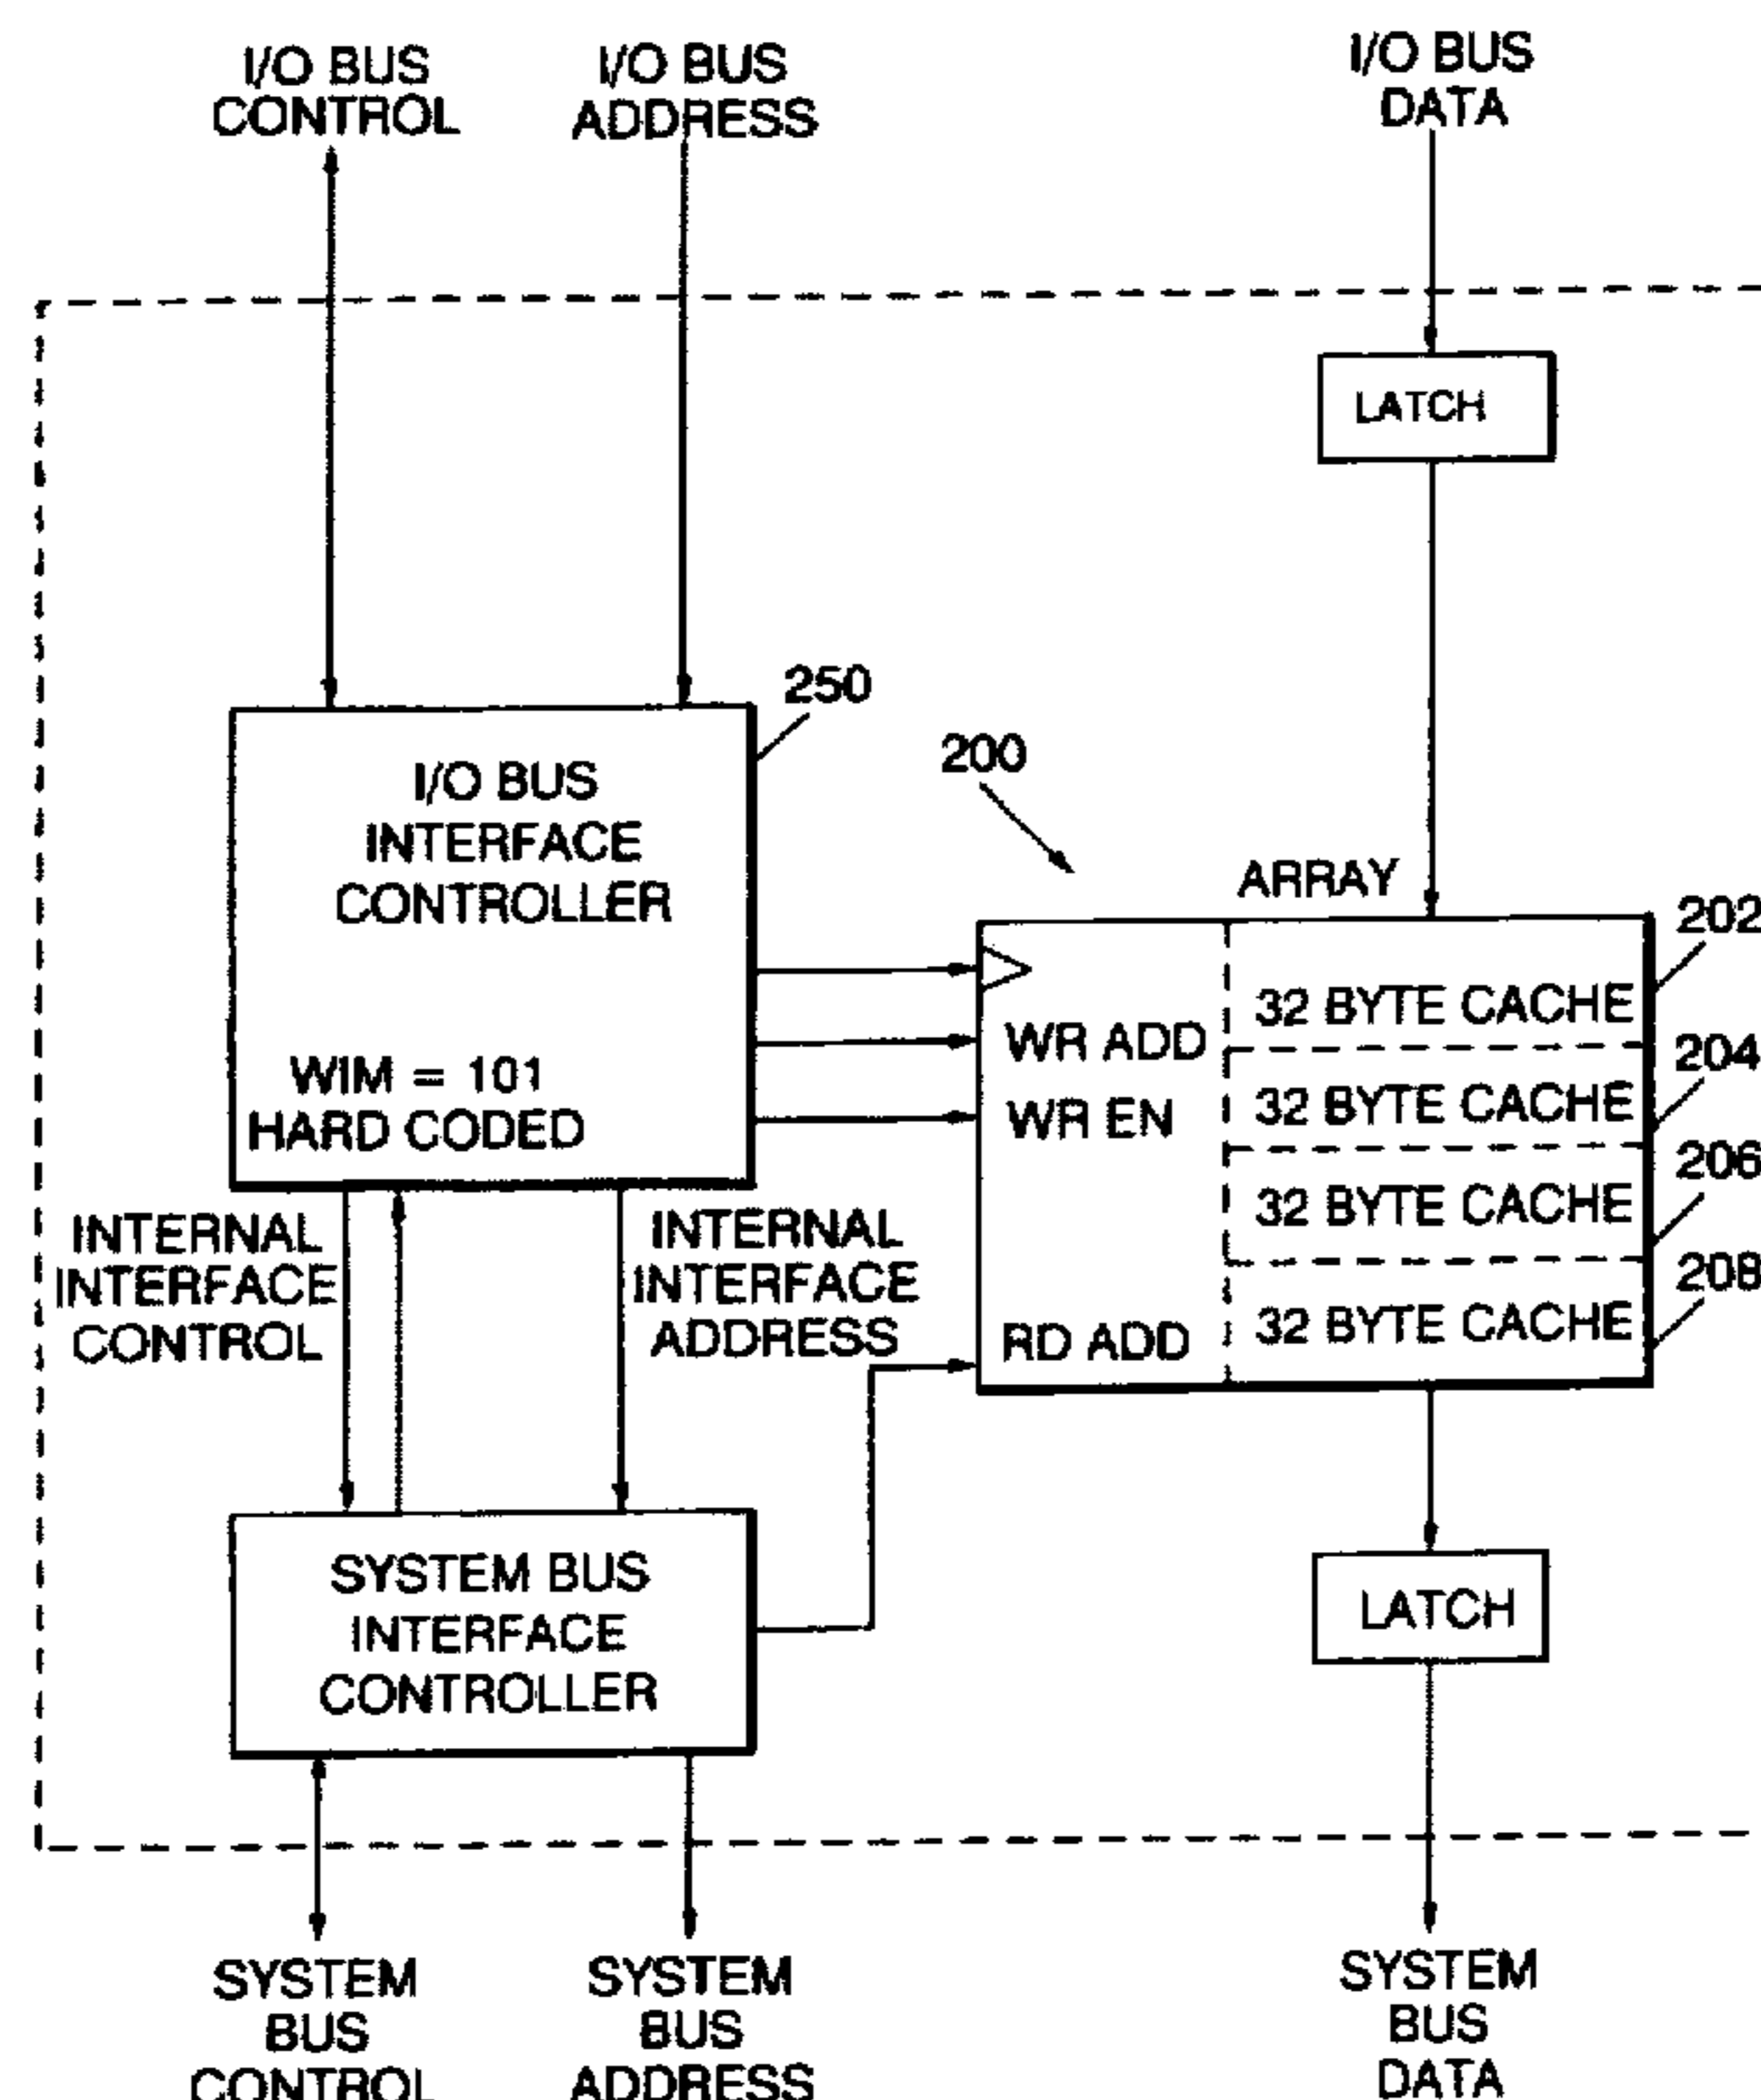 I/O BUS
CONTROL
I/O BUS
ADDRESS
I/O BUS
DATA
LATCH
250
I/O BUS
INTERFACE
CONTROLLER
WIM = 101
HARD CODED
200
ARRAY
WR ADD
WR EN
RD ADD
32 BYTE CACHE
202
32 BYTE CACHE
204
32 BYTE CACHE
206
32 BYTE CACHE
208
INTERNAL
INTERFACE
CONTROL
INTERNAL
INTERFACE
ADDRESS
SYSTEM BUS
INTERFACE
CONTROLLER
LATCH
SYSTEM
BUS
CONTROL
SYSTEM
BUS
ADDRESS
SYSTEM
BUS
DATA